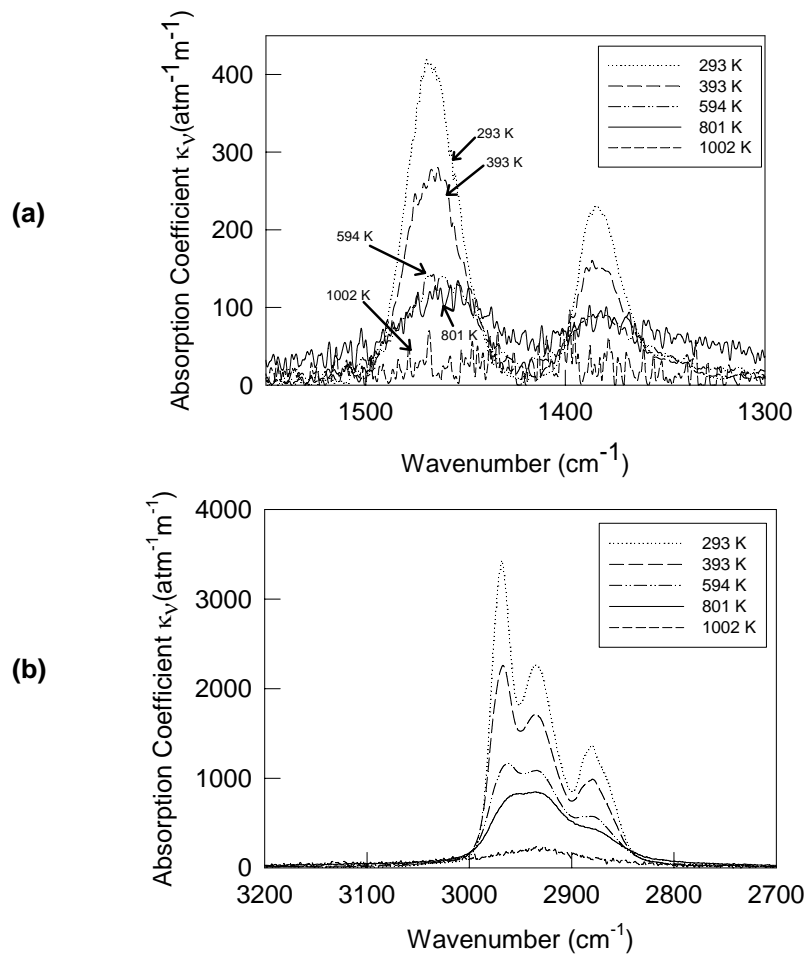 (a)
Absorption Coefficient κν(atm-1m-1)
400
300
200
100
0
1500
1400
1300
Wavenumber (cm-1)
293 K
393 K
594 K
801 K
1002 K
293 K
393 K
594 K
1002 K
801 K
(b)
Absorption Coefficient κν(atm-1m-1)
4000
3000
2000
1000
0
3200
3100
3000
2900
2800
2700
Wavenumber (cm-1)
293 K
393 K
594 K
801 K
1002 K